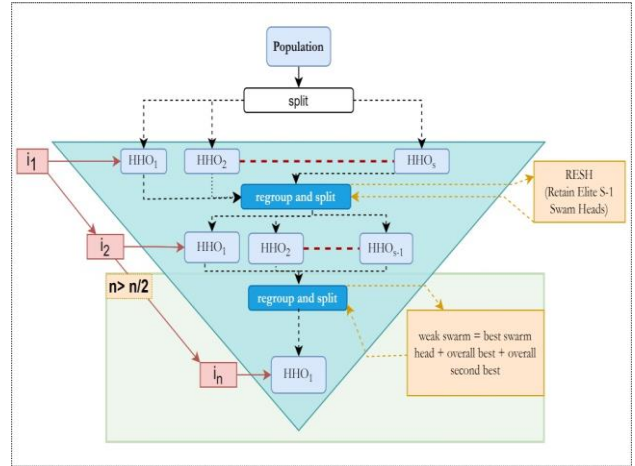 Population
split
i1
HHO1
HHO2
HHOs
regroup and split
RESH
(Retain Elite S-1
Swam Heads)
i2
HHO1
HHO2
HHOs-1
n> n/2
regroup and split
weak swarm = best swarm
head + overall best + overall
second best
in
HHO1